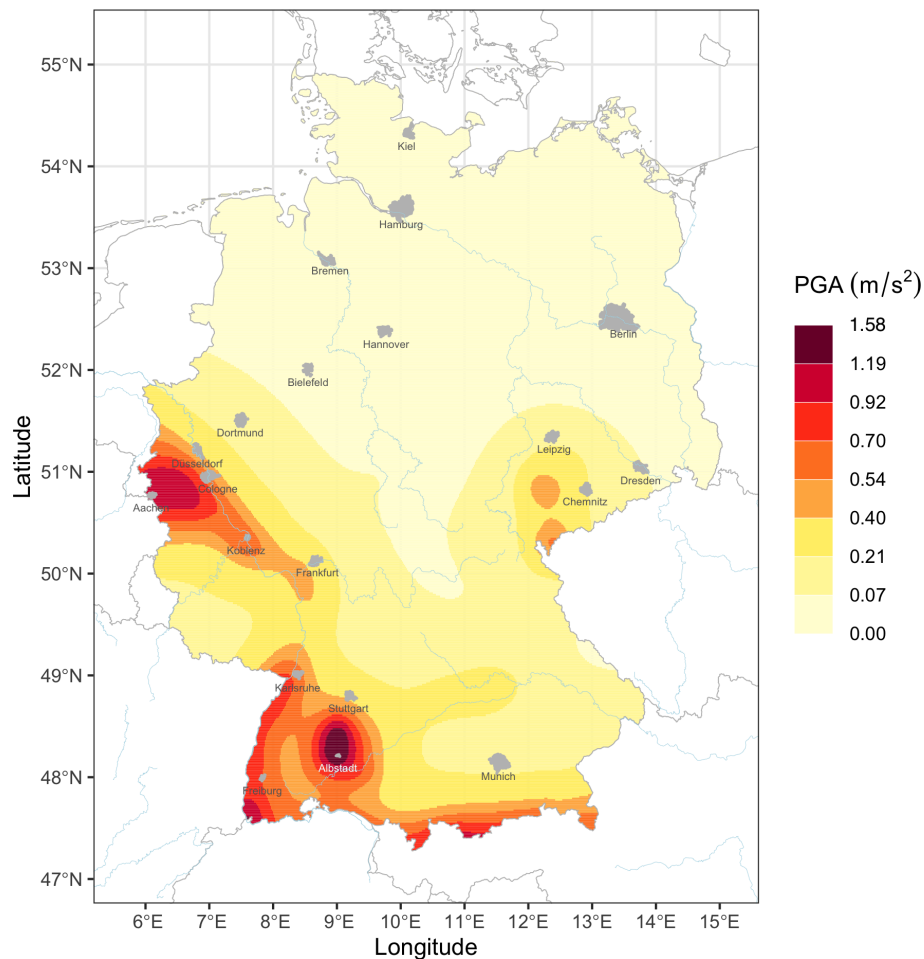 55°N
54°N
53°N
52°N
51°N
50°N
49°N
48°N
47°N
Latitude
Kiel
Hamburg
Bremen
Berlin
Hannover
Bielefeld
Dortmund
Leipzig
Düsseldorf
Dresden
Cologne
Chemnitz
Aachen
Koblenz
Frankfurt
Karlsruhe
Stuttgart
Albstadt
Munich
Freiburg
6°E 7°E 8°E 9°E 10°E 11°E 12°E 13°E 14°E 15°E
Longitude
PGA (m/s²)
1.58
1.19
0.92
0.70
0.54
0.40
0.21
0.07
0.00